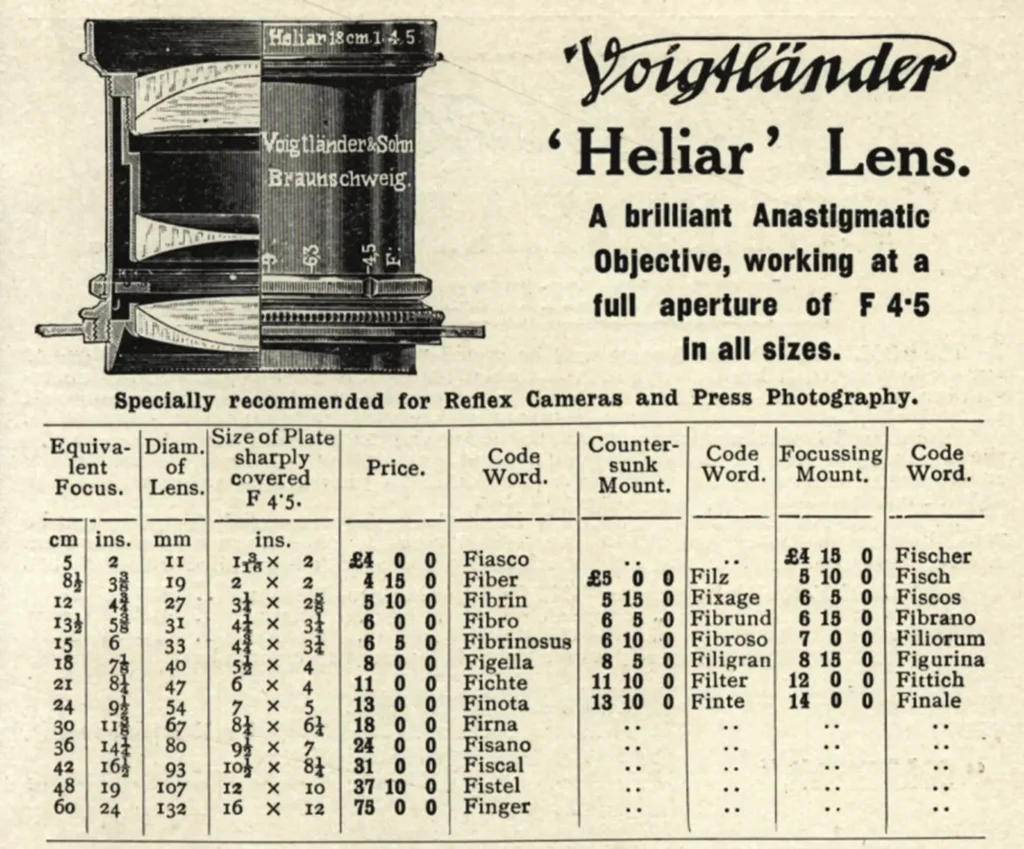 Heliar 18cm 1:4,5
Voigtländer & Sohn
Braunschweig.
9 6,3 4,5 F:
Voigtländer
‘Heliar’ Lens.
A brilliant Anastigmatic
Objective, working at a
full aperture of F 4·5
in all sizes.
Specially recommended for Reflex Cameras and Press Photography.
Equivalent Focus. Diam. of Lens. Size of Plate sharply covered F 4·5. Price. Code Word. Countersunk Mount. Code Word. Focussing Mount. Code Word.
cm ins. mm ins.
5 2 11 1 3/16 × 2 £4 0 0 Fiasco .. .. £4 15 0 Fischer
8½ 3⅜ 19 2 × 2 4 15 0 Fiber £5 0 0 Filz 5 10 0 Fisch
12 4¾ 27 3¼ × 2⅝ 5 10 0 Fibrin 5 15 0 Fixage 6 5 0 Fiscos
13½ 5⅜ 31 4¼ × 3¼ 6 0 0 Fibro 6 5 0 Fibrund 6 15 0 Fibrano
15 6 33 4¾ × 3¼ 6 5 0 Fibrinosus 6 10 0 Fibroso 7 0 0 Filiorum
18 7⅛ 40 5½ × 4 8 0 0 Figella 8 5 0 Filigran 8 15 0 Figurina
21 8¼ 47 6 × 4 11 0 0 Fichte 11 10 0 Filter 12 0 0 Fittich
24 9½ 54 7 × 5 13 0 0 Finota 13 10 0 Finte 14 0 0 Finale
30 11⅝ 67 8¼ × 6¼ 18 0 0 Firna .. .. .. ..
36 14¼ 80 9½ × 7 24 0 0 Fisano .. .. .. ..
42 16½ 93 10½ × 8¼ 31 0 0 Fiscal .. .. .. ..
48 19 107 12 × 10 37 10 0 Fistel .. .. .. ..
60 24 132 16 × 12 75 0 0 Finger .. .. .. ..